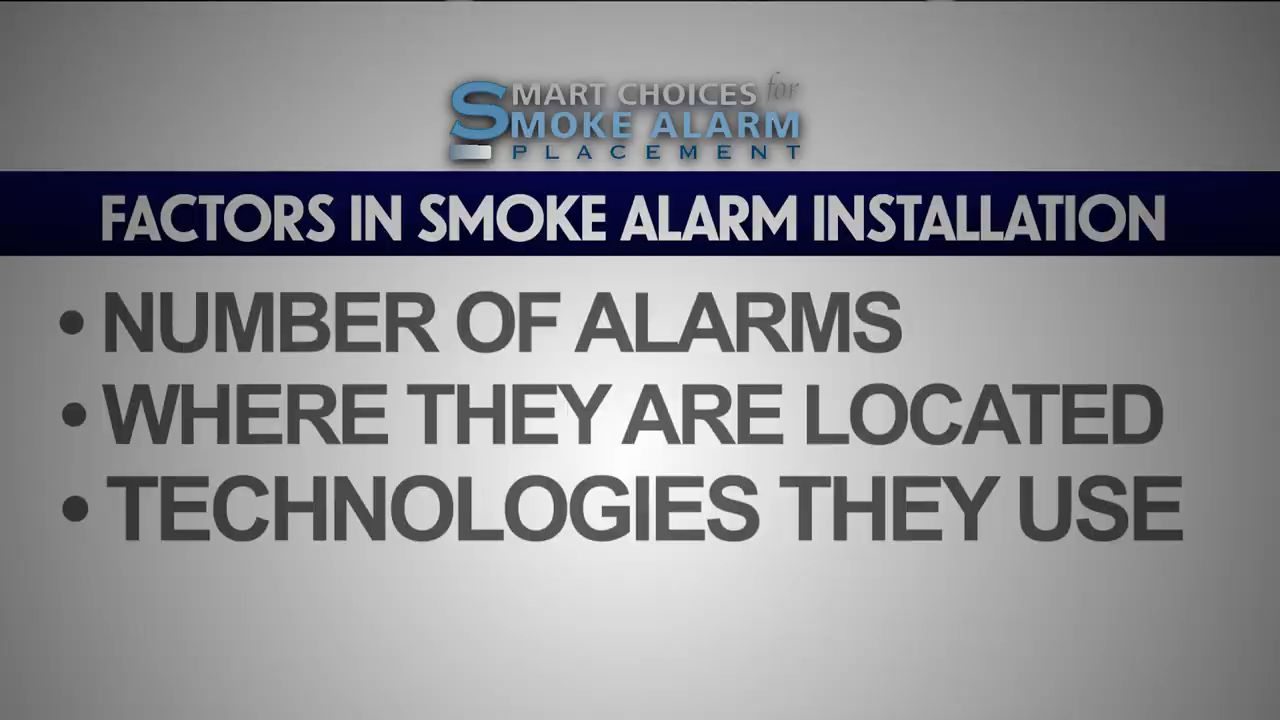 SMART CHOICES for
SMOKE ALARM
PLACEMENT
FACTORS IN SMOKE ALARM INSTALLATION
• NUMBER OF ALARMS
• WHERE THEY ARE LOCATED
• TECHNOLOGIES THEY USE